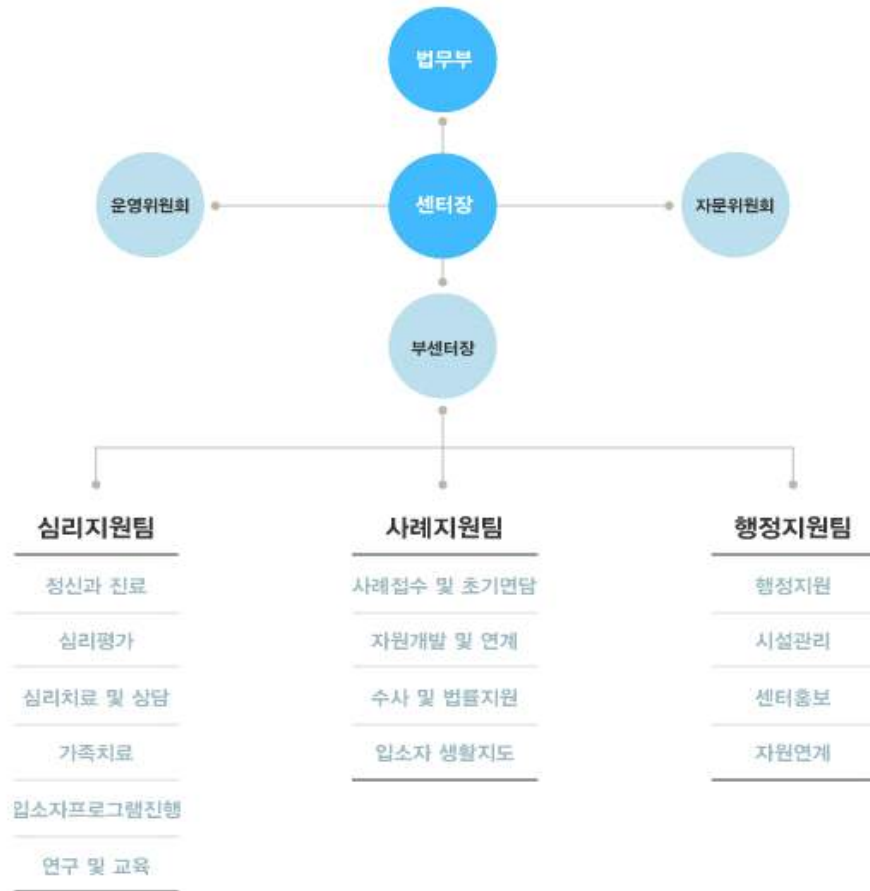 법무부
운영위원회
센터장
자문위원회
부센터장
심리지원팀
정신과 진료
심리평가
심리치료 및 상담
가족치료
입소자프로그램진행
연구 및 교육
사례지원팀
사례접수 및 초기면담
자원개발 및 연계
수사 및 법률지원
입소자 생활지도
행정지원팀
행정지원
시설관리
센터홍보
자원연계